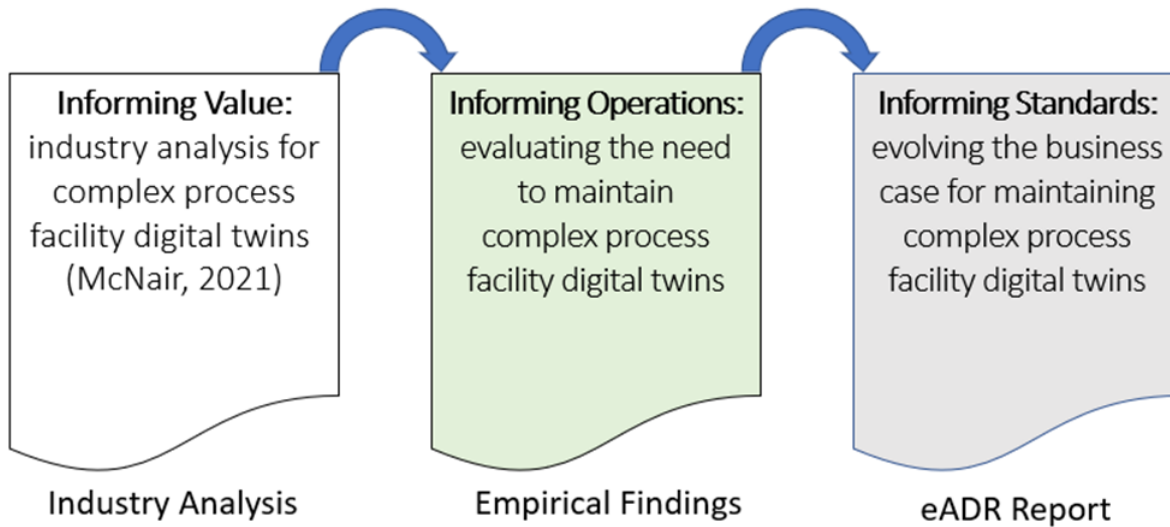 Informing Value:
industry analysis for
complex process
facility digital twins
(McNair, 2021)
Industry Analysis
Informing Operations:
evaluating the need
to maintain
complex process
facility digital twins
Empirical Findings
Informing Standards:
evolving the business
case for maintaining
complex process
facility digital twins
eADR Report